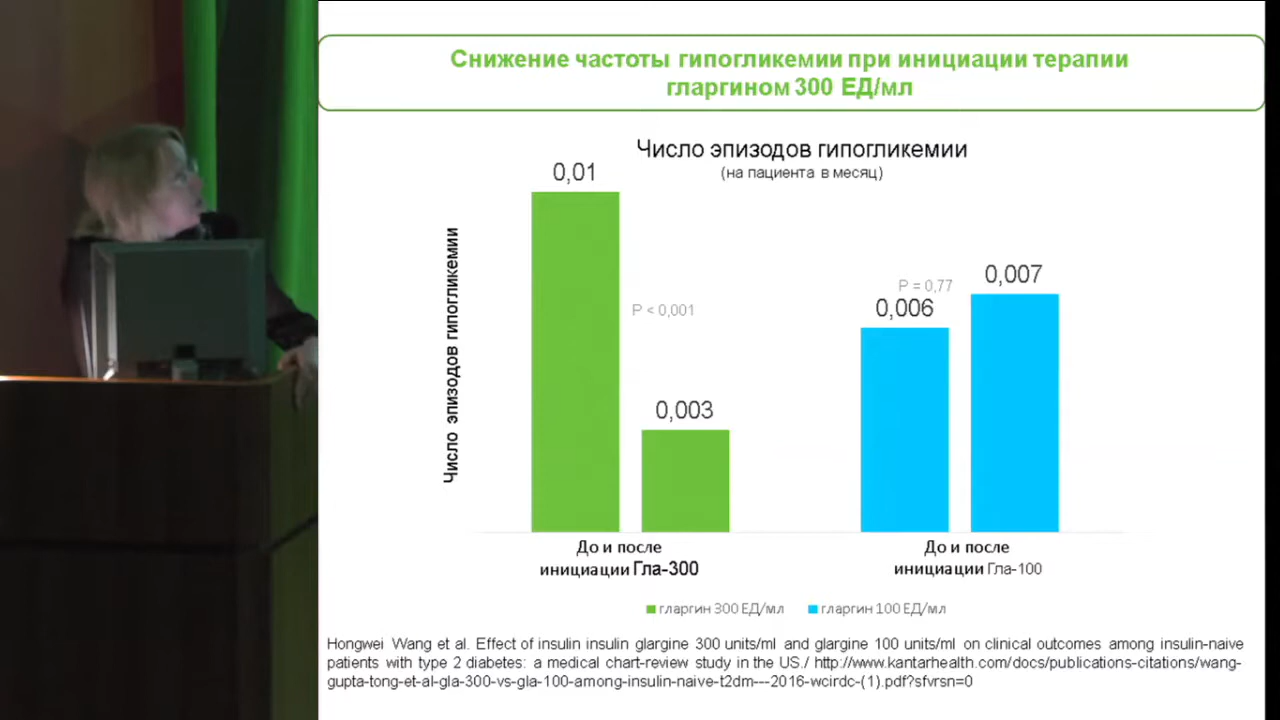 Снижение частоты гипогликемии при инициации терапии
гларгином 300 ЕД/мл
Число эпизодов гипогликемии
(на пациента в месяц)
Число эпизодов гипогликемии
0,01
P < 0,001
0,003
P = 0,77
0,006
0,007
До и после
инициации Гла-300
До и после
инициации Гла-100
гларгин 300 ЕД/мл
гларгин 100 ЕД/мл
Hongwei Wang et al. Effect of insulin insulin glargine 300 units/ml and glargine 100 units/ml on clinical outcomes among insulin-naive
patients with type 2 diabetes: a medical chart-review study in the US./ http://www.kantarhealth.com/docs/publications-citations/wang-
gupta-tong-et-al-gla-300-vs-gla-100-among-insulin-naive-t2dm---2016-wcirdc-(1).pdf?sfvrsn=0